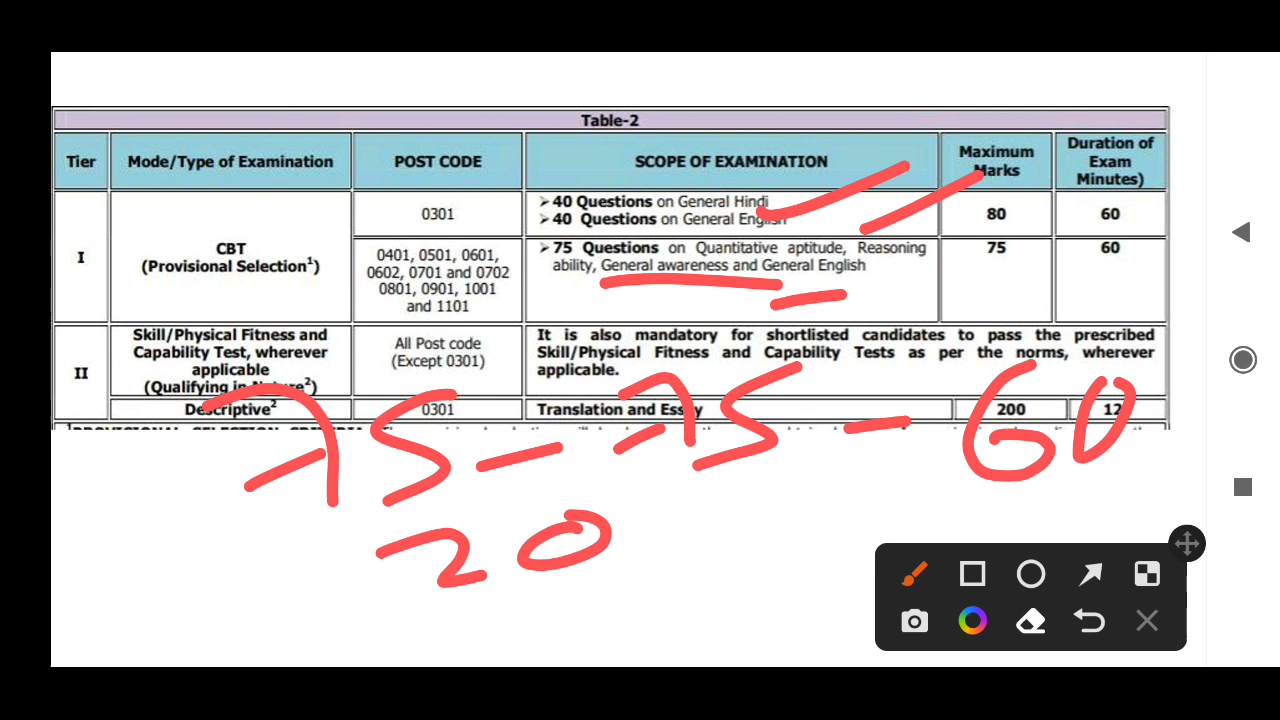 Table-2
Tier Mode/Type of Examination POST CODE SCOPE OF EXAMINATION Maximum Marks Duration of Exam Minutes)
I
CBT
(Provisional Selection1)
0301
➢ 40 Questions on General Hindi
➢ 40 Questions on General English
80
60
0401, 0501, 0601,
0602, 0701 and 0702
0801, 0901, 1001
and 1101
➢ 75 Questions on Quantitative aptitude, Reasoning
ability, General awareness and General English
75
60
II
Skill/Physical Fitness and
Capability Test, wherever
applicable
(Qualifying in Nature2)
All Post code
(Except 0301)
It is also mandatory for shortlisted candidates to pass the prescribed
Skill/Physical Fitness and Capability Tests as per the norms, wherever
applicable.
Descriptive2
0301
Translation and Essay
200
12
75 - 75 - 60
20